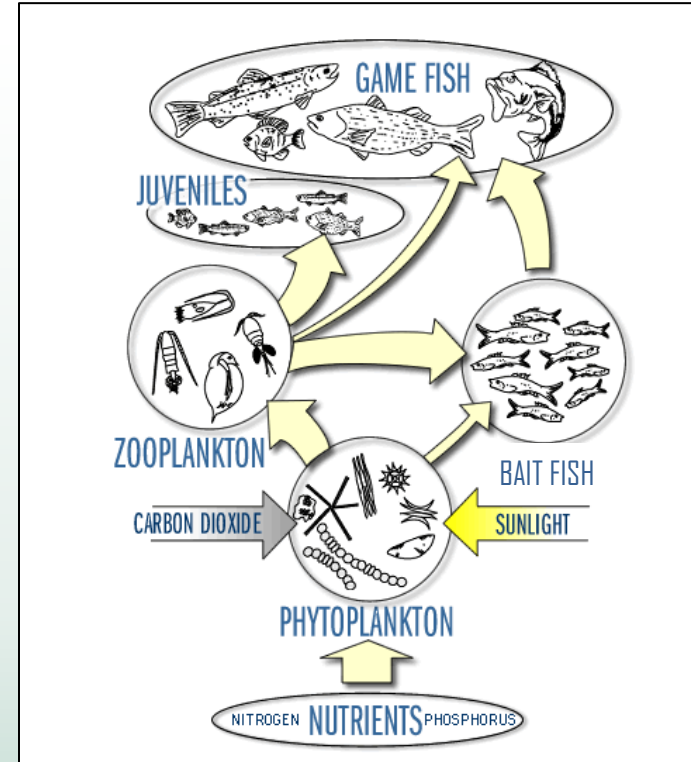 GAME FISH
JUVENILES
ZOOPLANKTON
BAIT FISH
CARBON DIOXIDE
SUNLIGHT
PHYTOPLANKTON
NITROGEN NUTRIENTS PHOSPHORUS